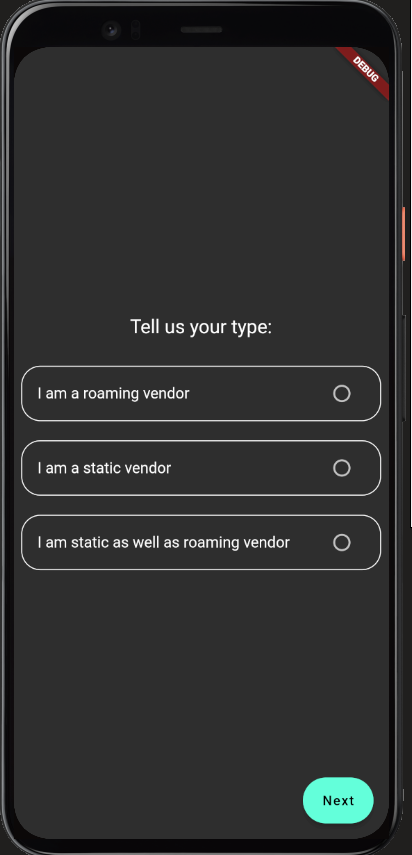 DEBUG
Tell us your type:
I am a roaming vendor
I am a static vendor
I am static as well as roaming vendor
Next